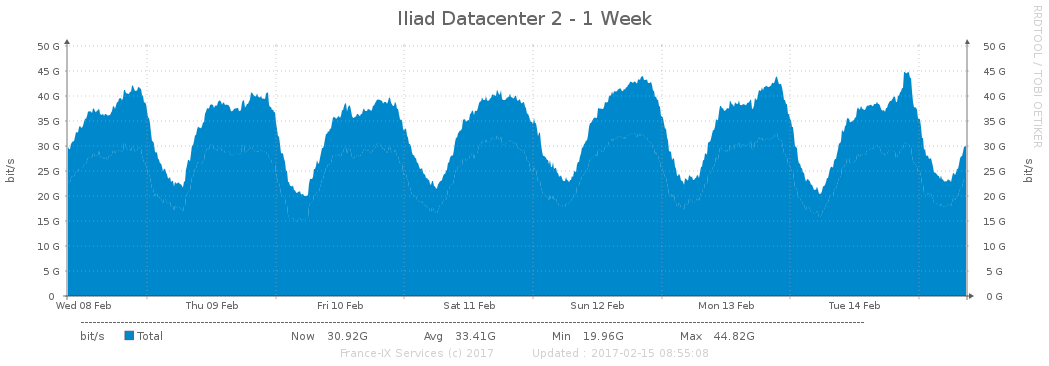 Iliad Datacenter 2 - 1 Week
RRDTOOL / TOBI OETIKER
50 G 50 G
45 G 45 G
40 G 40 G
35 G 35 G
30 G 30 G
25 G 25 G
20 G 20 G
15 G 15 G
10 G 10 G
5 G 5 G
0 0 G
bit/s bit/s
Wed 08 Feb Thu 09 Feb Fri 10 Feb Sat 11 Feb Sun 12 Feb Mon 13 Feb Tue 14 Feb
bit/s Total Now 30.92G Avg 33.41G Min 19.96G Max 44.82G
France-IX Services (c) 2017 Updated : 2017-02-15 08:55:08